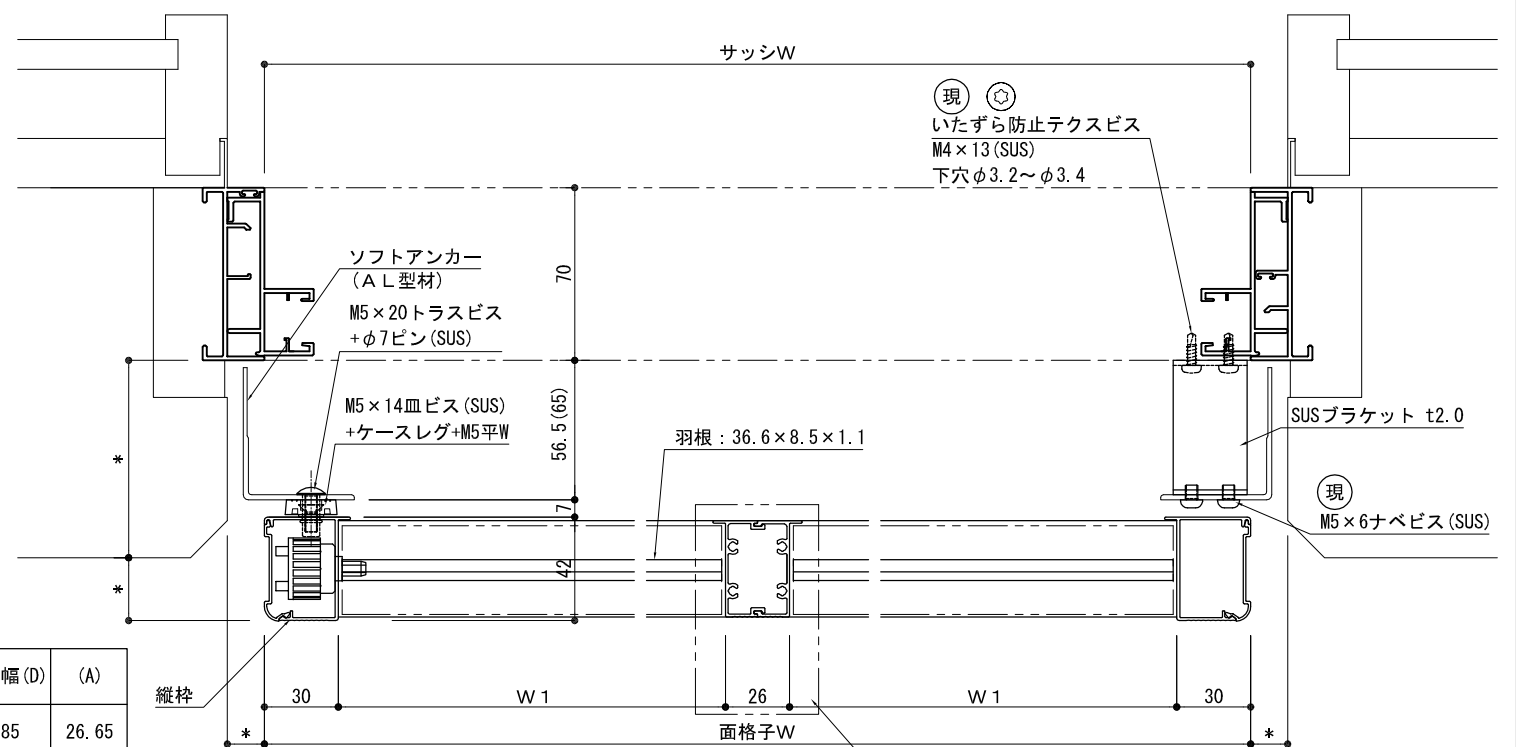 サッシW
現
いたずら防止テクスビス
M4×13(SUS)
下穴φ3.2～φ3.4
ソフトアンカー
(AL型材)
70
M5×20トラスビス
+φ7ピン(SUS)
M5×14皿ビス(SUS)
+ケースレグ+M5平W
56.5(65)
羽根：36.6×8.5×1.1
SUSブラケット t2.0
*
7
現
M5×6ナベビス(SUS)
42
*
幅(D) (A)
85 26.65
縦枠
30 W1 26 W1 30
* 面格子W *